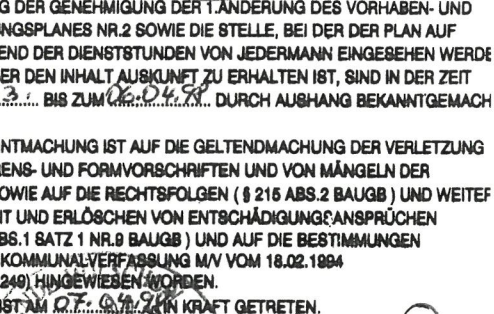 G DER GENEHMIGUNG DER 1.ÄNDERUNG DES VORHABEN- UND
NGSPLANES NR.2 SOWIE DIE STELLE, BEI DER DER PLAN AUF
END DER DIENSTSTUNDEN VON JEDERMANN EINGESEHEN WERDE
ER DEN INHALT AUSKUNFT ZU ERHALTEN IST, SIND IN DER ZEIT
3. BIS ZUM 06.04.98 DURCH AUSHANG BEKANNTGEMACH
NTMACHUNG IST AUF DIE GELTENDMACHUNG DER VERLETZUNG
RENS- UND FORMVORSCHRIFTEN UND VON MÄNGELN DER
OWIE AUF DIE RECHTSFOLGEN ( § 215 ABS.2 BAUGB ) UND WEITER
IT UND ERLÖSCHEN VON ENTSCHÄDIGUNGSANSPRÜCHEN
BS.1 SATZ 1 NR.9 BAUGB ) UND AUF DIE BESTIMMUNGEN
KOMMUNALVERFASSUNG M/V VOM 18.02.1994
249) HINGEWIESEN WORDEN.
IST AM 07.04.98 IN KRAFT GETRETEN.